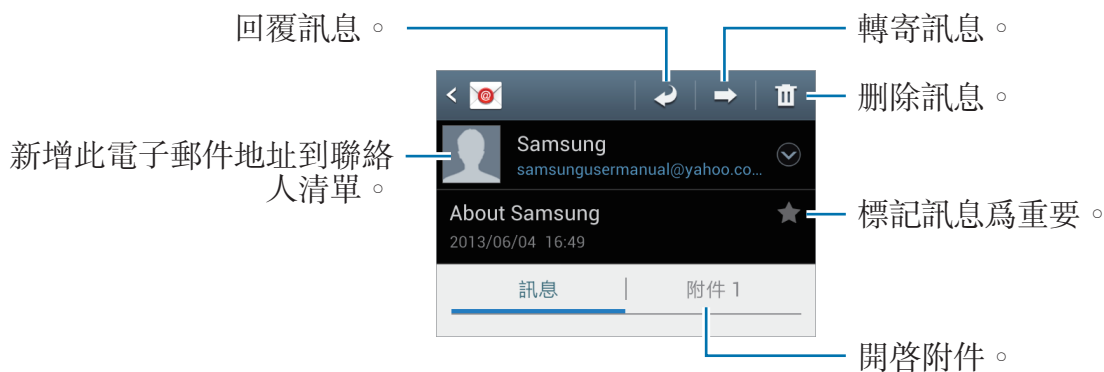 回覆訊息。
轉寄訊息。
刪除訊息。
新增此電子郵件地址到聯絡
人清單。
Samsung
samsungusermanual@yahoo.co...
About Samsung
2013/06/04 16:49
標記訊息爲重要。
訊息
附件 1
開啓附件。